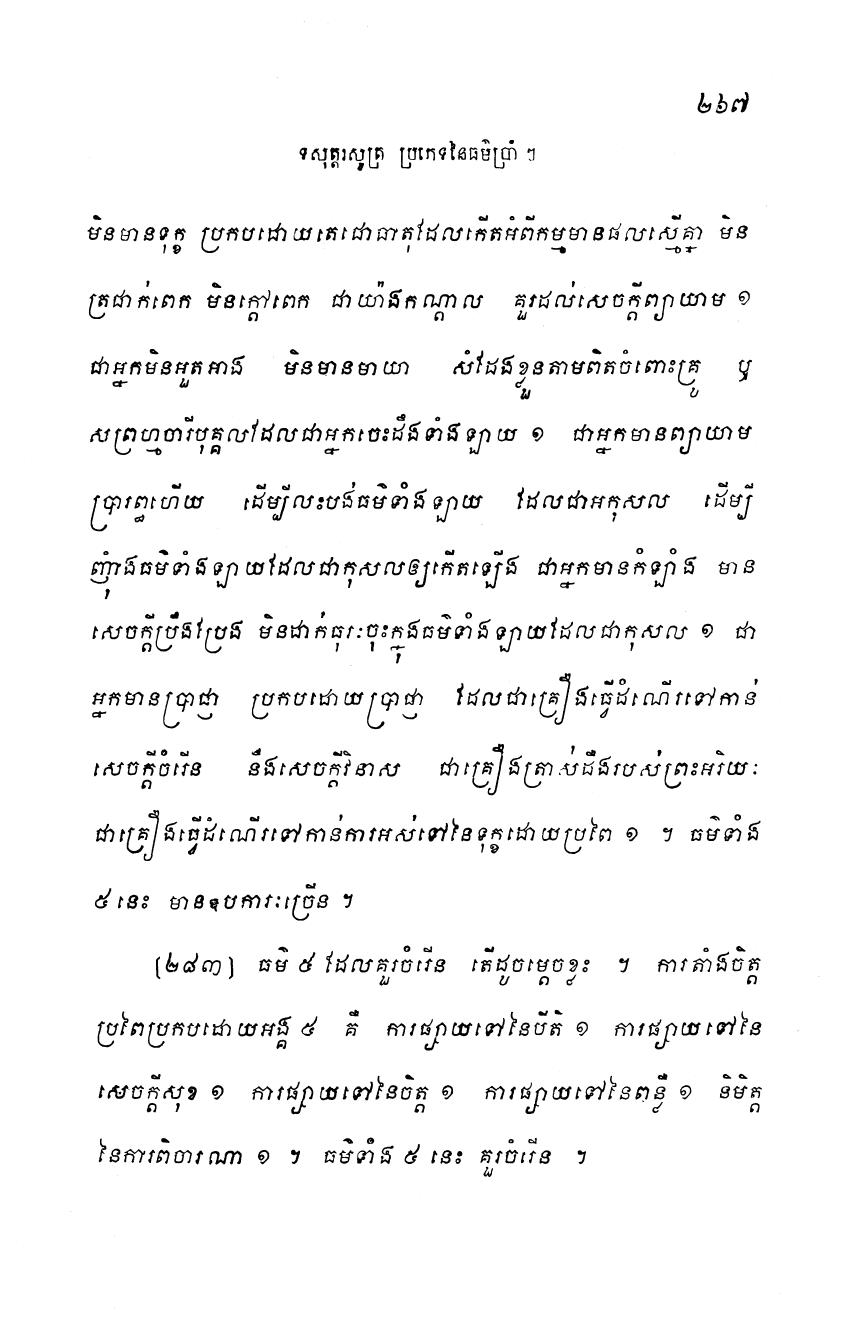 ២៦៧
ទសុត្តរសូត្រ ប្រភេទនៃធម៌ប្រាំ ៗ
មិនមានទុក្ខ ប្រកបដោយតេជោធាតុដែលកើតអំពីកម្មមានផលស្មើគ្នា មិន
ត្រជាក់ពេក មិនក្តៅពេក ជាយ៉ាងកណ្តាល គួរដល់សេចក្តីព្យាយាម ១
ជាអ្នកមិនអួតអាង មិនមានមាយា សំដែងខ្លួនតាមពិតចំពោះគ្រូ ឬ
សព្រហ្មចារីបុគ្គលដែលជាអ្នកចេះដឹងទាំងឡាយ ១ ជាអ្នកមានព្យាយាម
ប្រារព្ធហើយ ដើម្បីលះបង់ធម៌ទាំងឡាយ ដែលជាអកុសល ដើម្បី
ញុំាងធម៌ទាំងឡាយដែលជាកុសលឲ្យកើតឡើង ជាអ្នកមានកំឡាំង មាន
សេចក្តីប្រឹងប្រែង មិនដាក់ធុរៈចុះក្នុងធម៌ទាំងឡាយដែលជាកុសល ១ ជា
អ្នកមានប្រាជ្ញា ប្រកបដោយប្រាជ្ញា ដែលជាគ្រឿងធ្វើដំណើរទៅកាន់
សេចក្តីចំរើន នឹងសេចក្តីវិនាស ជាគ្រឿងត្រាស់ដឹងរបស់ព្រះអរិយៈ
ជាគ្រឿងធ្វើដំណើរទៅកាន់ការអស់ទៅនៃទុក្ខដោយប្រពៃ ១ ។ ធម៌ទាំង
៥ នេះ មានឧបការៈច្រើន ។
[២៨៣] ធម៌ ៥ ដែលគួរចំរើន តើដូចម្តេចខ្លះ ។ ការតាំងចិត្ត
ប្រពៃប្រកបដោយអង្គ ៥ គឺ ការផ្សាយទៅនៃបីតិ ១ ការផ្សាយទៅនៃ
សេចក្តីសុខ ១ ការផ្សាយទៅនៃចិត្ត ១ ការផ្សាយទៅនៃពន្លឺ ១ និមិត្ត
នៃការពិចារណា ១ ។ ធម៌ទាំង ៥ នេះ គួរចំរើន ។